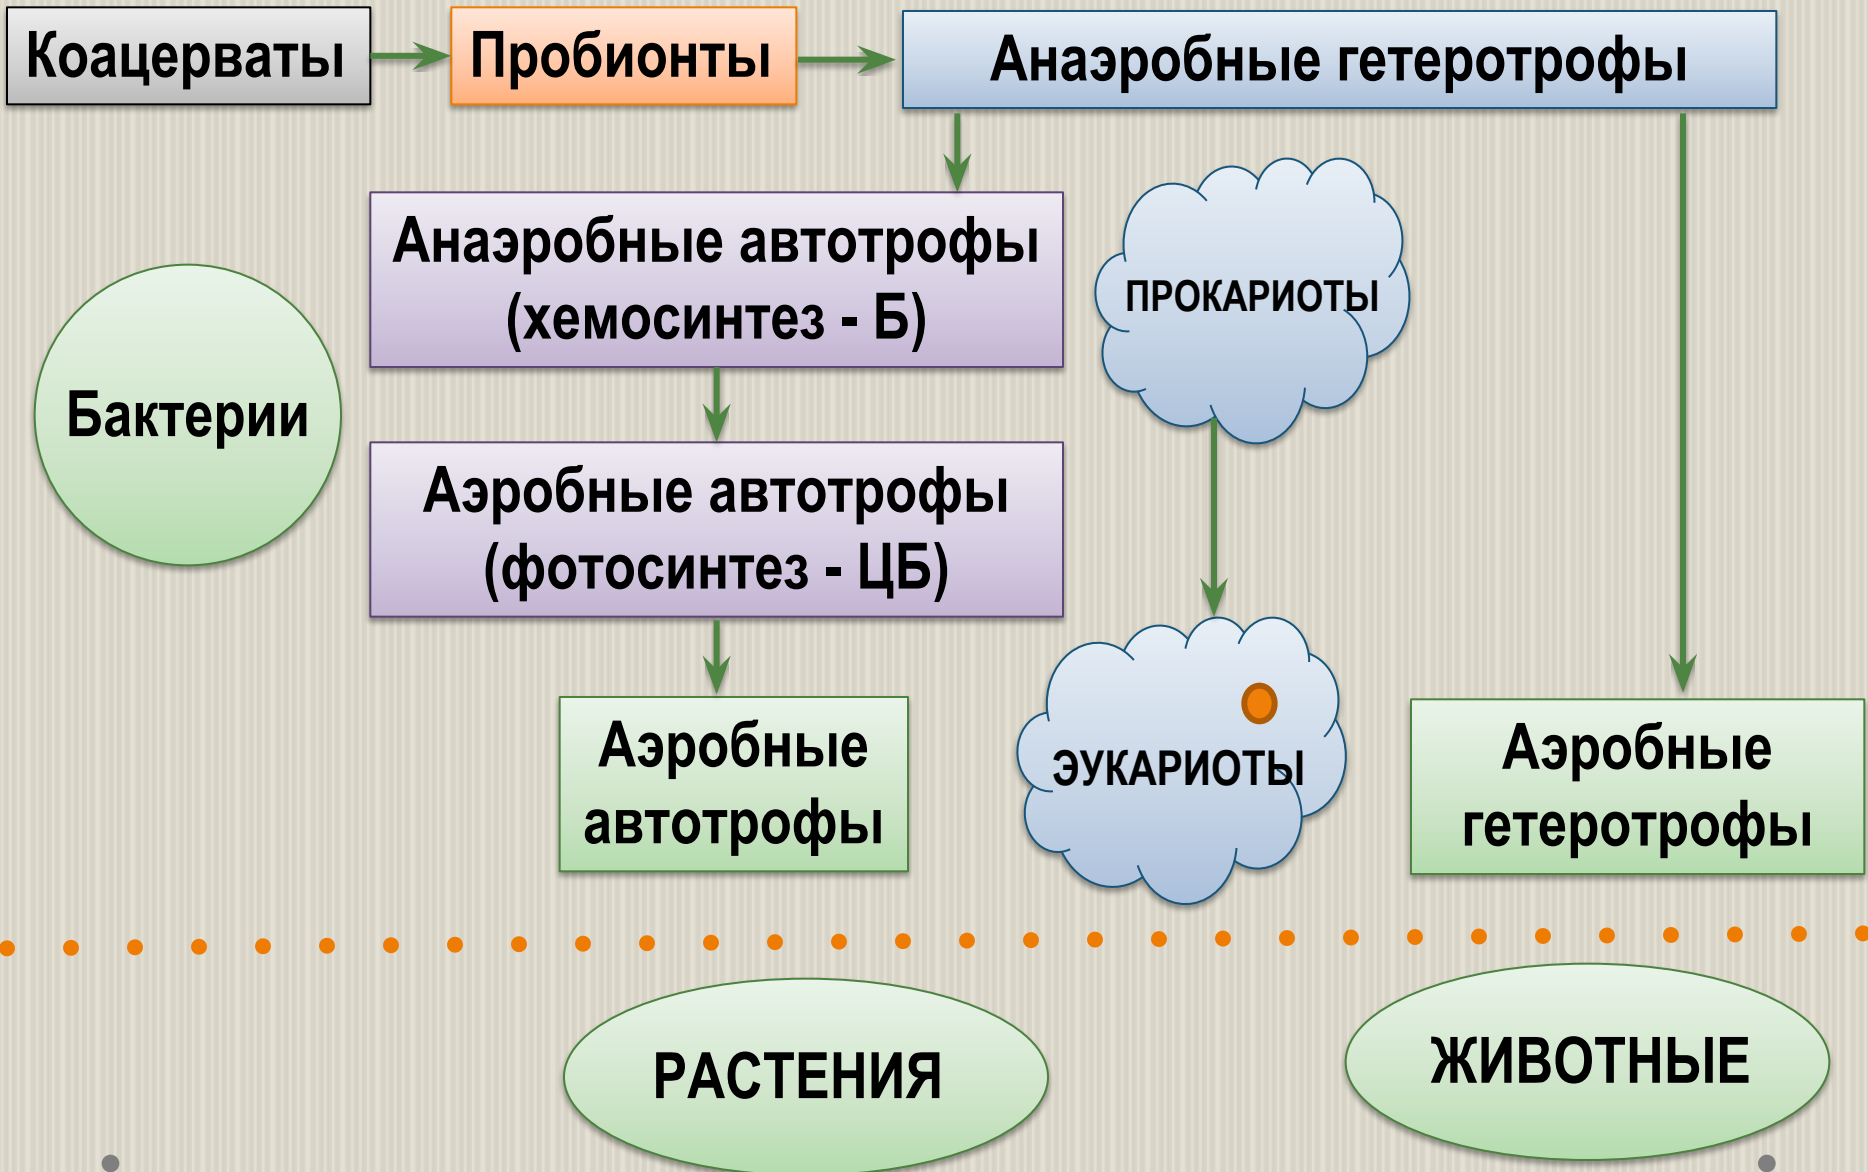 Коацерваты
Пробионты
Анаэробные гетеротрофы
Анаэробные автотрофы
(хемосинтез - Б)
ПРОКАРИОТЫ
Бактерии
Аэробные автотрофы
(фотосинтез - ЦБ)
Аэробные
автотрофы
ЭУКАРИОТЫ
Аэробные
гетеротрофы
РАСТЕНИЯ
ЖИВОТНЫЕ